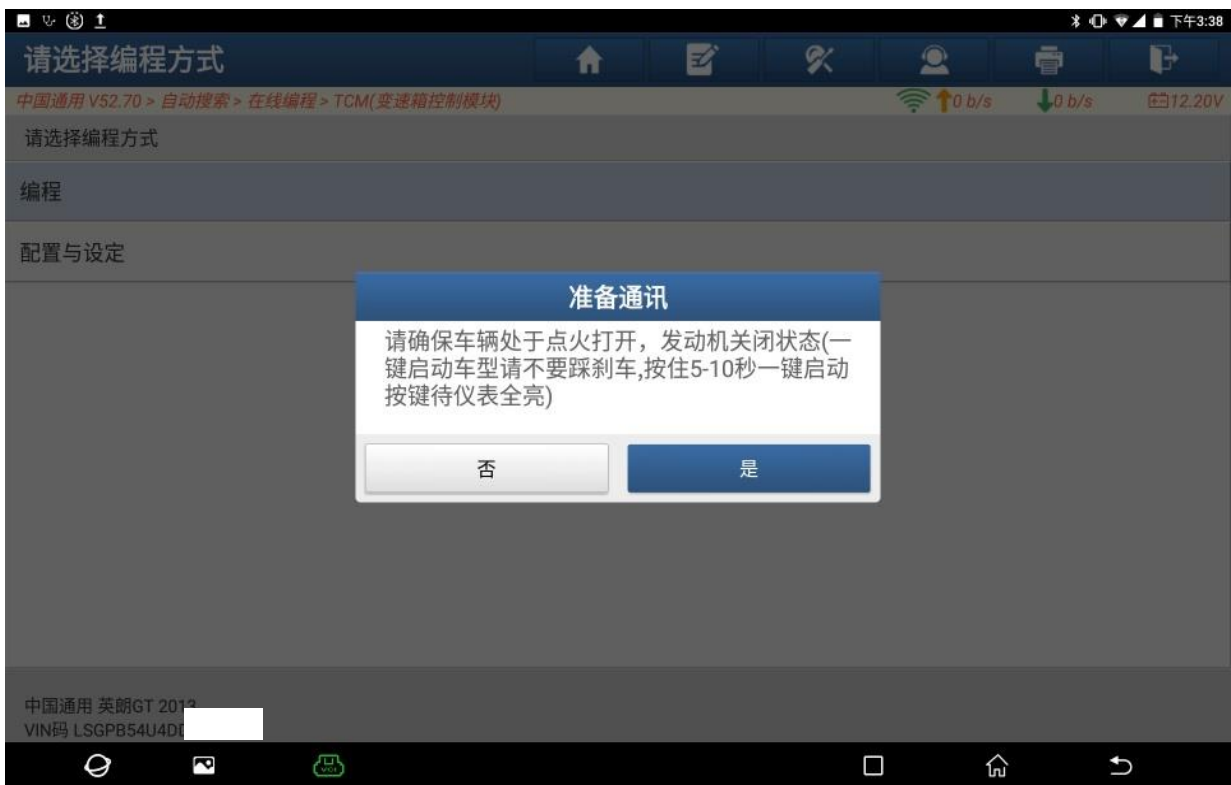 下午3:38
请选择编程方式
中国通用 V52.70 > 自动搜索 > 在线编程 > TCM(变速箱控制模块)
0 b/s
0 b/s
12.20V
请选择编程方式
编程
配置与设定
准备通讯
请确保车辆处于点火打开，发动机关闭状态(一
键启动车型请不要踩刹车,按住5-10秒一键启动
按键待仪表全亮)
否
是
中国通用 英朗GT 2013
VIN码 LSGPB54U4D
VCI